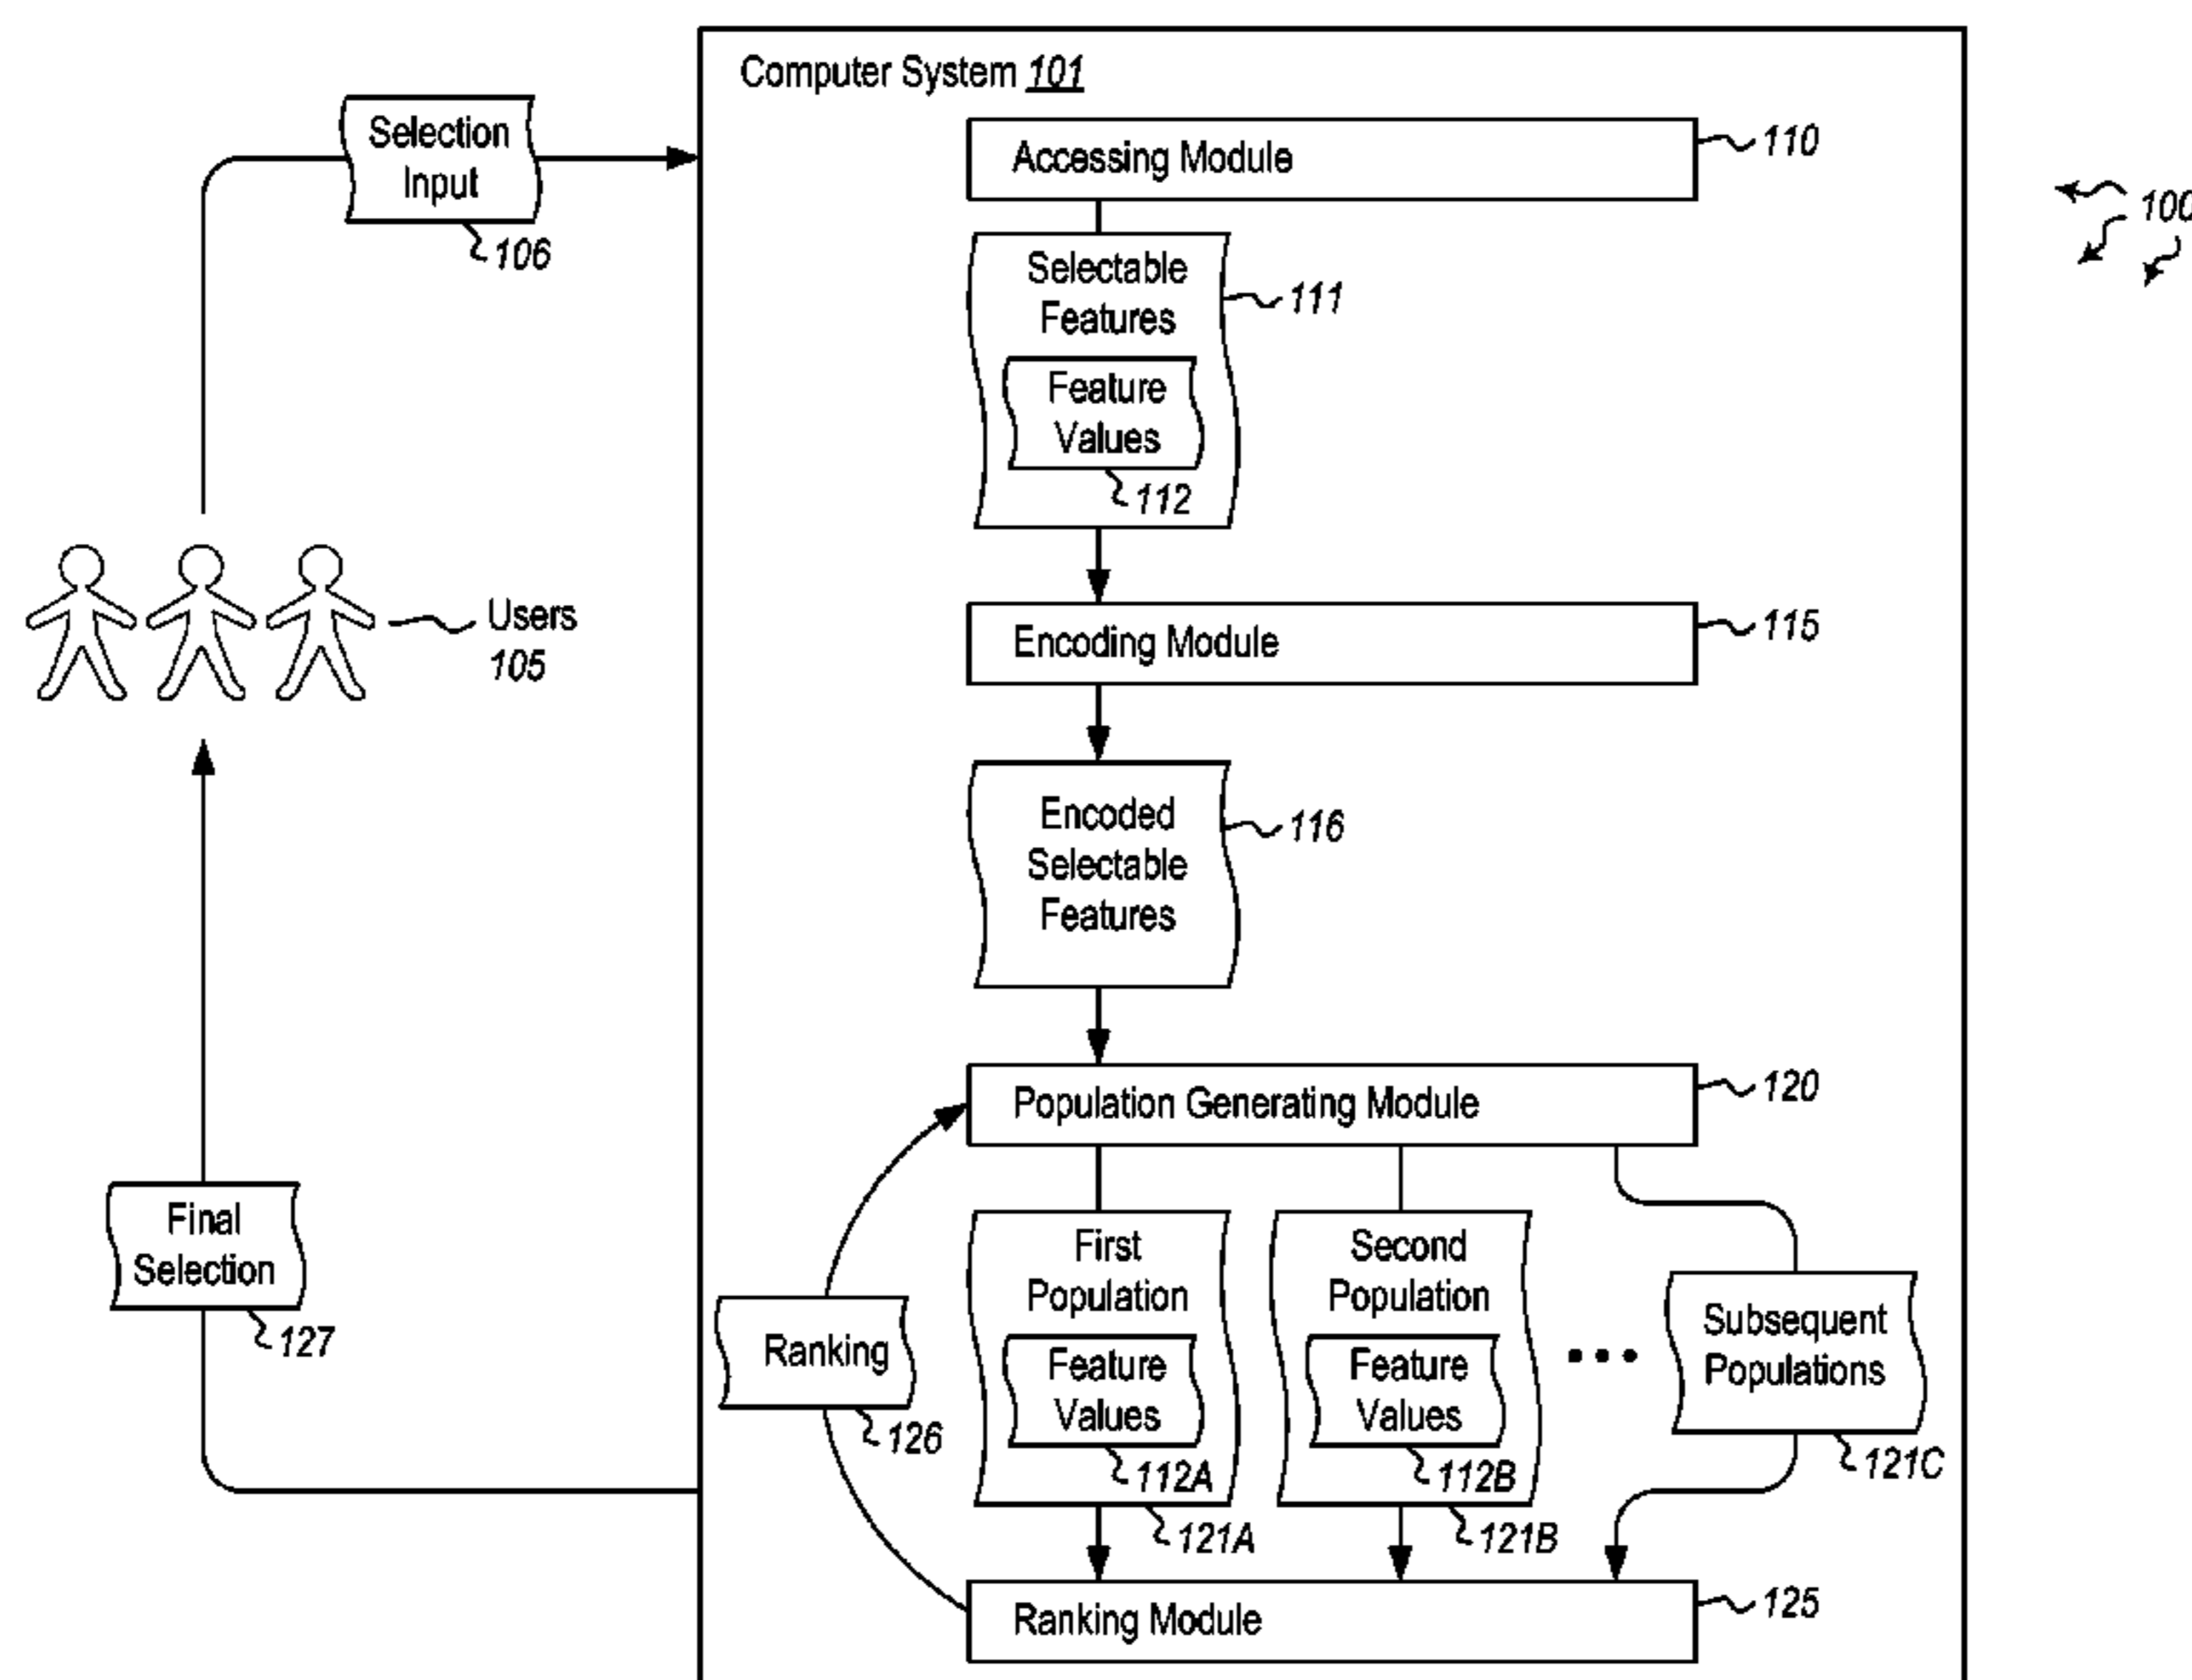 Computer System 101
Selection
Input
106
Accessing Module
110
100
Selectable
Features
111
Feature
Values
112
Users
105
Encoding Module
115
Encoded
Selectable
Features
116
Population Generating Module
120
Final
Selection
127
Ranking
126
First
Population
Feature
Values
112A
121A
Second
Population
Feature
Values
112B
121B
Subsequent
Populations
121C
Ranking Module
125